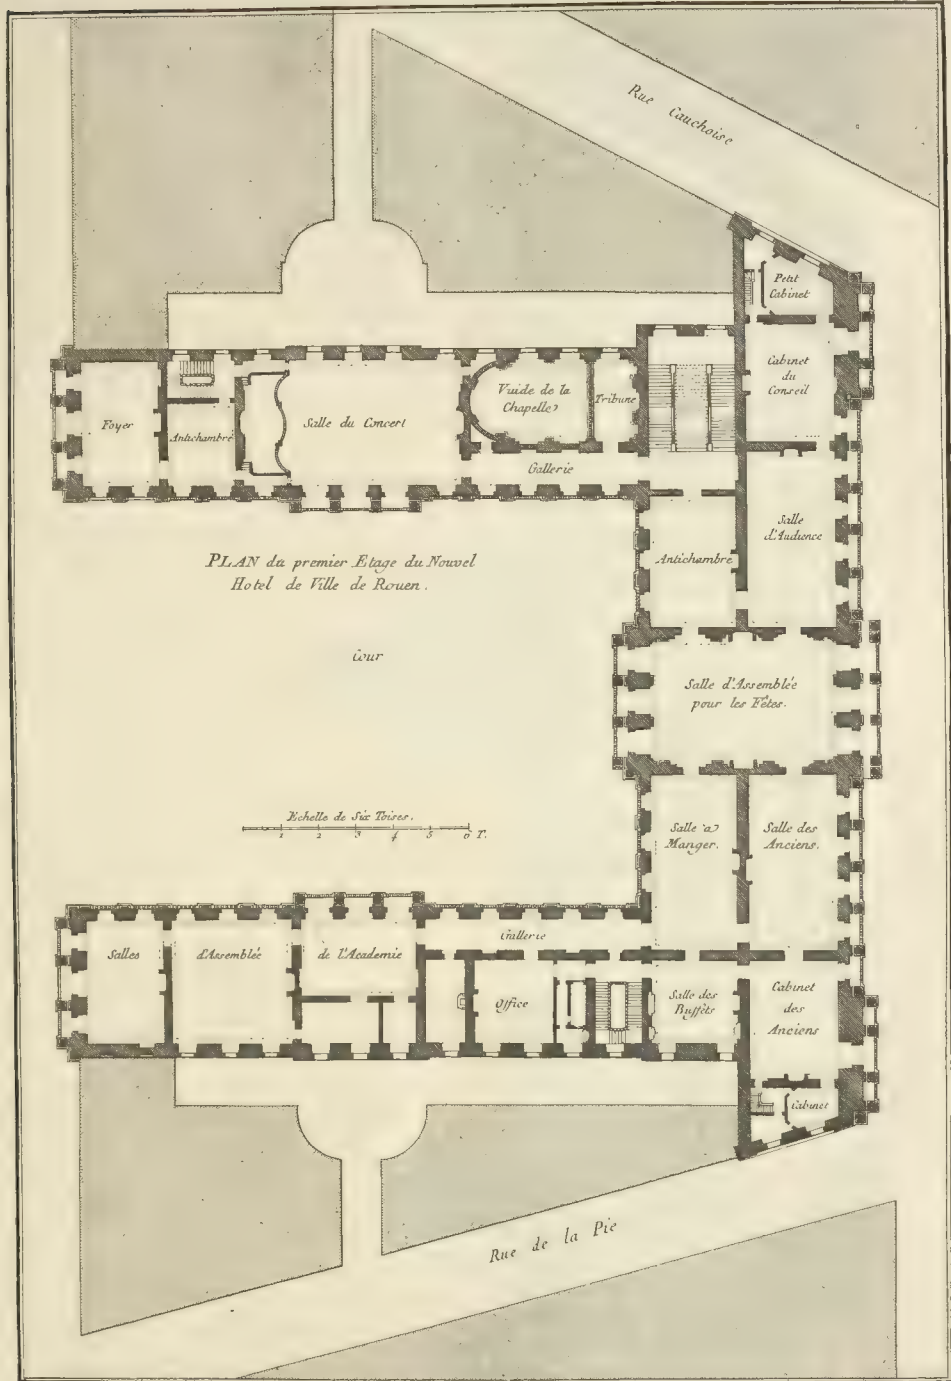 Rue Cauchoise
Petit
Cabinet
Cabinet
du
Conseil
Foyer
Antichambre
Salle du Concert
Vuide de la
Chapelle
Tribune
Gallerie
Salle
d'Audience
Antichambre
PLAN du premier Etage du Nouvel
Hotel de Ville de Rouen.
Cour
Salle d'Assemblée
pour les Fêtes.
Echelle de Six Toises.
1 2 3 4 5 6 T.
Salle a
Manger.
Salle des
Anciens.
Gallerie
Salles d'Assemblée de l'Academie
Office
Salle des
Buffets
Cabinet
des
Anciens
Cabinet
Rue de la Pie